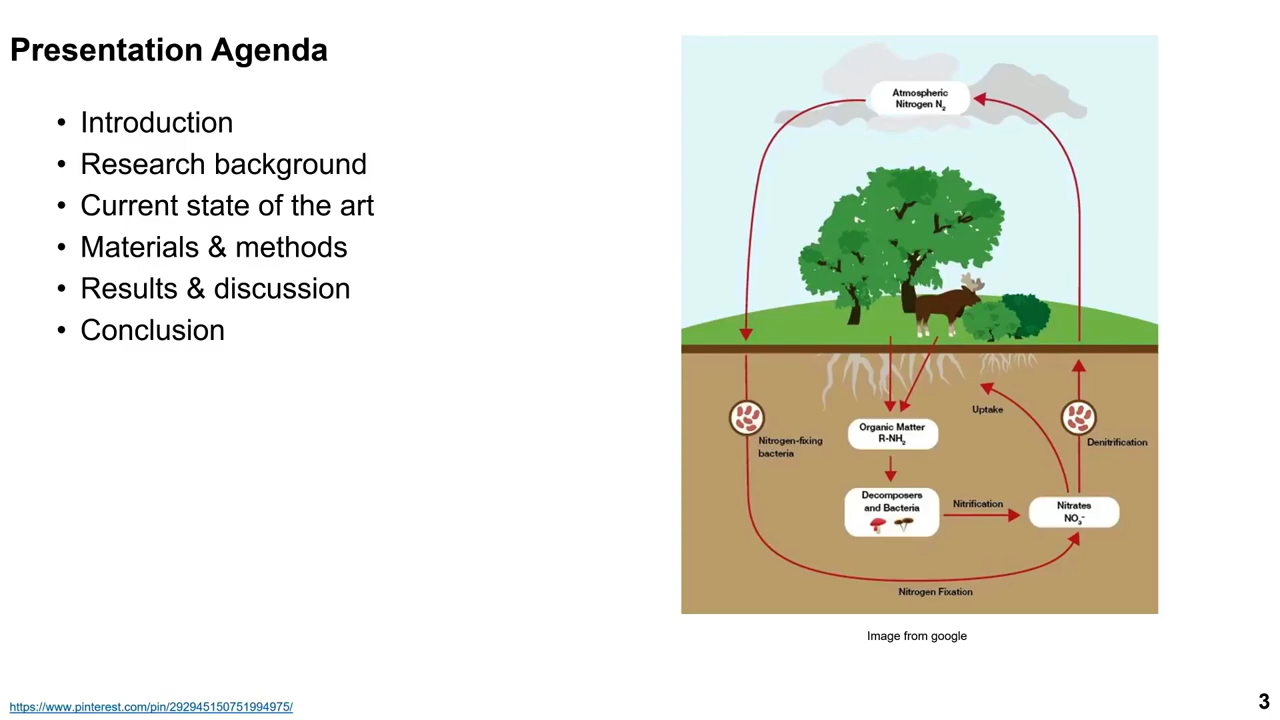 Presentation Agenda
• Introduction
• Research background
• Current state of the art
• Materials & methods
• Results & discussion
• Conclusion
Atmospheric
Nitrogen N₂
Organic Matter
R-NH₂
Uptake
Nitrogen-fixing
bacteria
Denitrification
Decomposers
and Bacteria
Nitrification
Nitrates
NO₃⁻
Nitrogen Fixation
Image from google
https://www.pinterest.com/pin/292945150751994975/
3